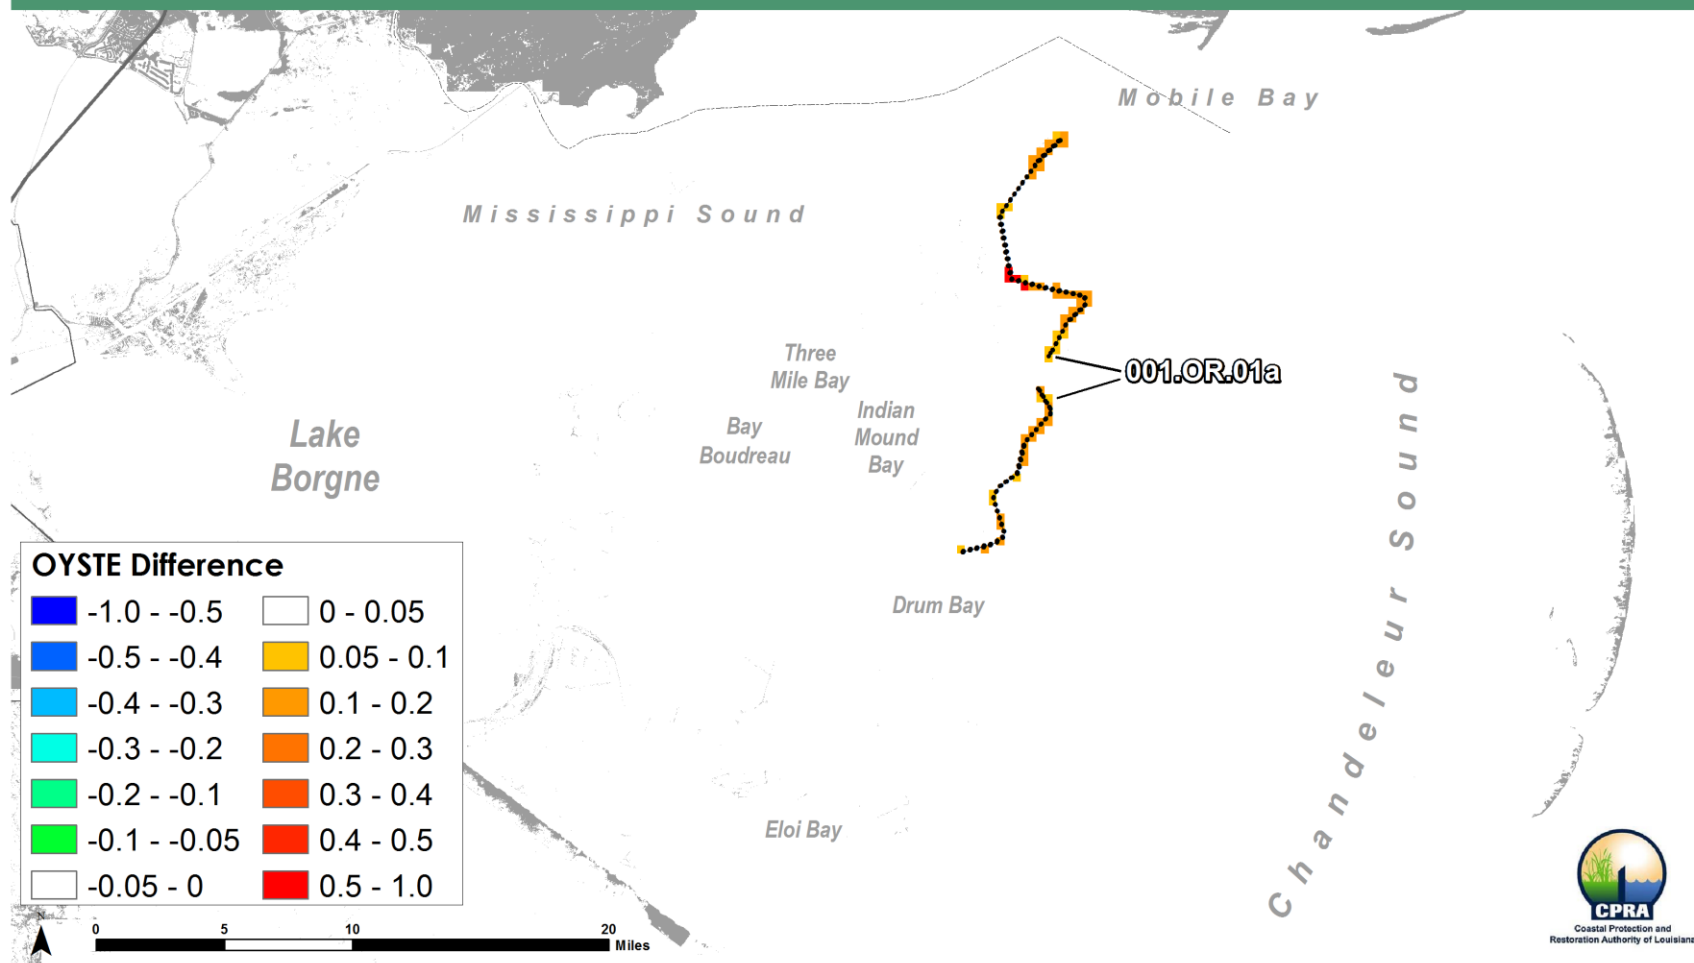 Mobile Bay
Mississippi Sound
Three
Mile Bay
001.OR.01a
Indian
Mound
Bay
Bay
Boudreau
Lake
Borgne
Chandeleur Sound
Drum Bay
Eloi Bay
OYSTE Difference
-1.0 - -0.5
-0.5 - -0.4
-0.4 - -0.3
-0.3 - -0.2
-0.2 - -0.1
-0.1 - -0.05
-0.05 - 0
0 - 0.05
0.05 - 0.1
0.1 - 0.2
0.2 - 0.3
0.3 - 0.4
0.4 - 0.5
0.5 - 1.0
N
0 5 10 20
Miles
CPRA
Coastal Protection and
Restoration Authority of Louisiana